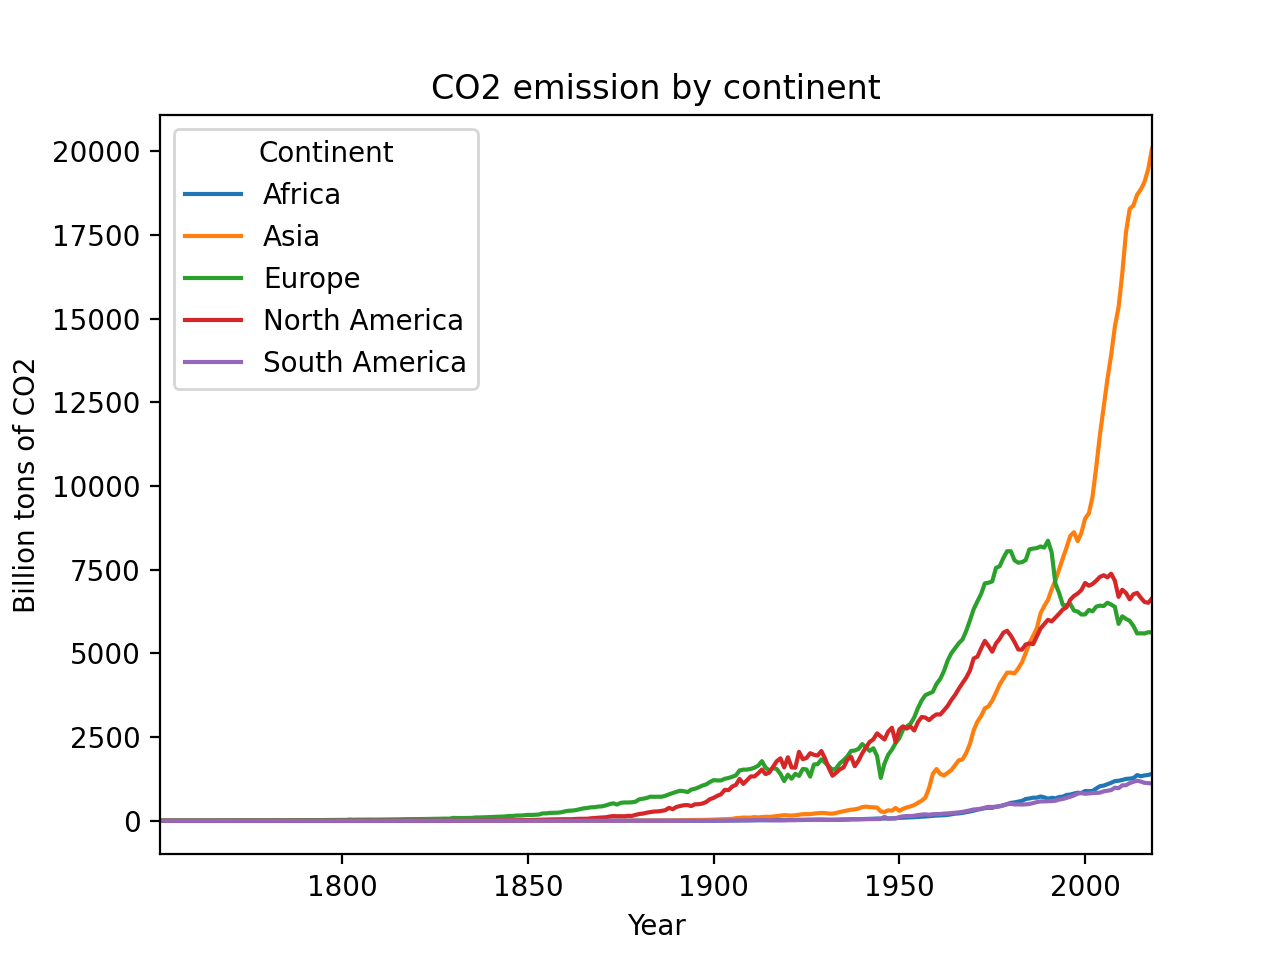 CO2 emission by continent
Continent
Africa
Asia
Europe
North America
South America
Billion tons of CO2
20000
17500
15000
12500
10000
7500
5000
2500
0
1800
1850
1900
1950
2000
Year